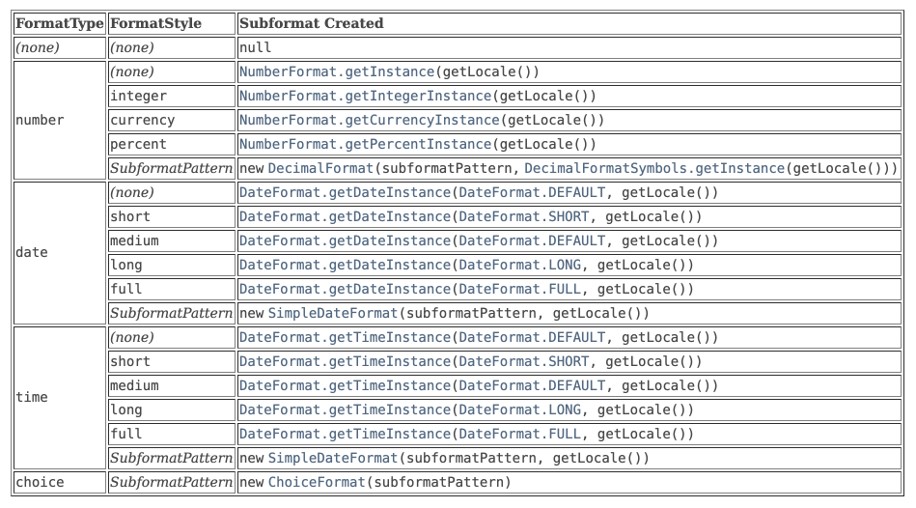 FormatType FormatStyle Subformat Created
(none) (none) null
number (none) NumberFormat.getInstance(getLocale())
integer NumberFormat.getIntegerInstance(getLocale())
currency NumberFormat.getCurrencyInstance(getLocale())
percent NumberFormat.getPercentInstance(getLocale())
SubformatPattern new DecimalFormat(subformatPattern, DecimalFormatSymbols.getInstance(getLocale()))
date (none) DateFormat.getDateInstance(DateFormat.DEFAULT, getLocale())
short DateFormat.getDateInstance(DateFormat.SHORT, getLocale())
medium DateFormat.getDateInstance(DateFormat.DEFAULT, getLocale())
long DateFormat.getDateInstance(DateFormat.LONG, getLocale())
full DateFormat.getDateInstance(DateFormat.FULL, getLocale())
SubformatPattern new SimpleDateFormat(subformatPattern, getLocale())
time (none) DateFormat.getTimeInstance(DateFormat.DEFAULT, getLocale())
short DateFormat.getTimeInstance(DateFormat.SHORT, getLocale())
medium DateFormat.getTimeInstance(DateFormat.DEFAULT, getLocale())
long DateFormat.getTimeInstance(DateFormat.LONG, getLocale())
full DateFormat.getTimeInstance(DateFormat.FULL, getLocale())
SubformatPattern new SimpleDateFormat(subformatPattern, getLocale())
choice SubformatPattern new ChoiceFormat(subformatPattern)